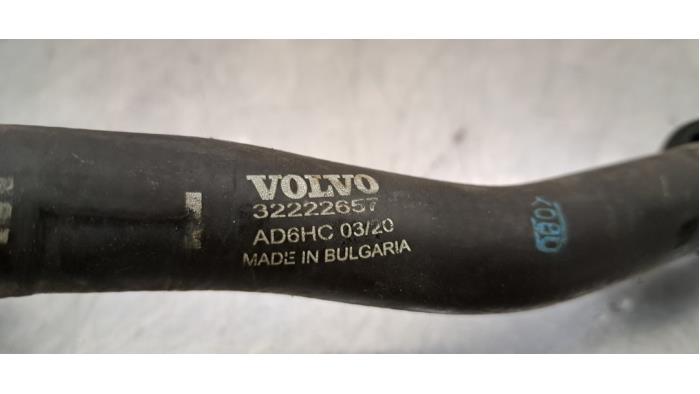 VOLVO
32222657
AD6HC 03/20
MADE IN BULGARIA